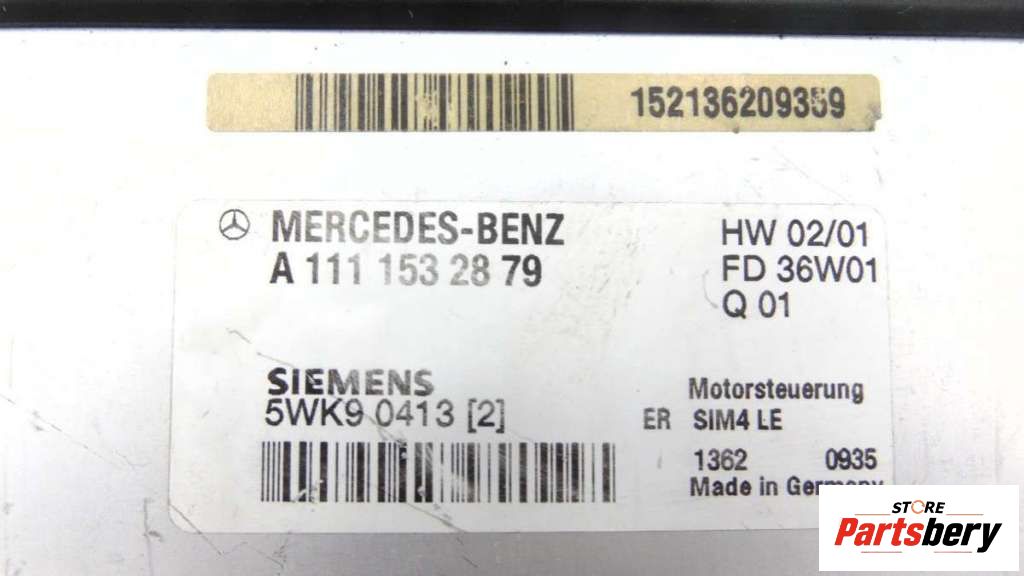 152136209359
MERCEDES-BENZ
A 111 153 28 79
HW 02/01
FD 36W01
Q 01
SIEMENS
5WK9 0413 [2]
Motorsteuerung
ER SIM4 LE
1362 0935
Made in Germany
STORE
Partsbery